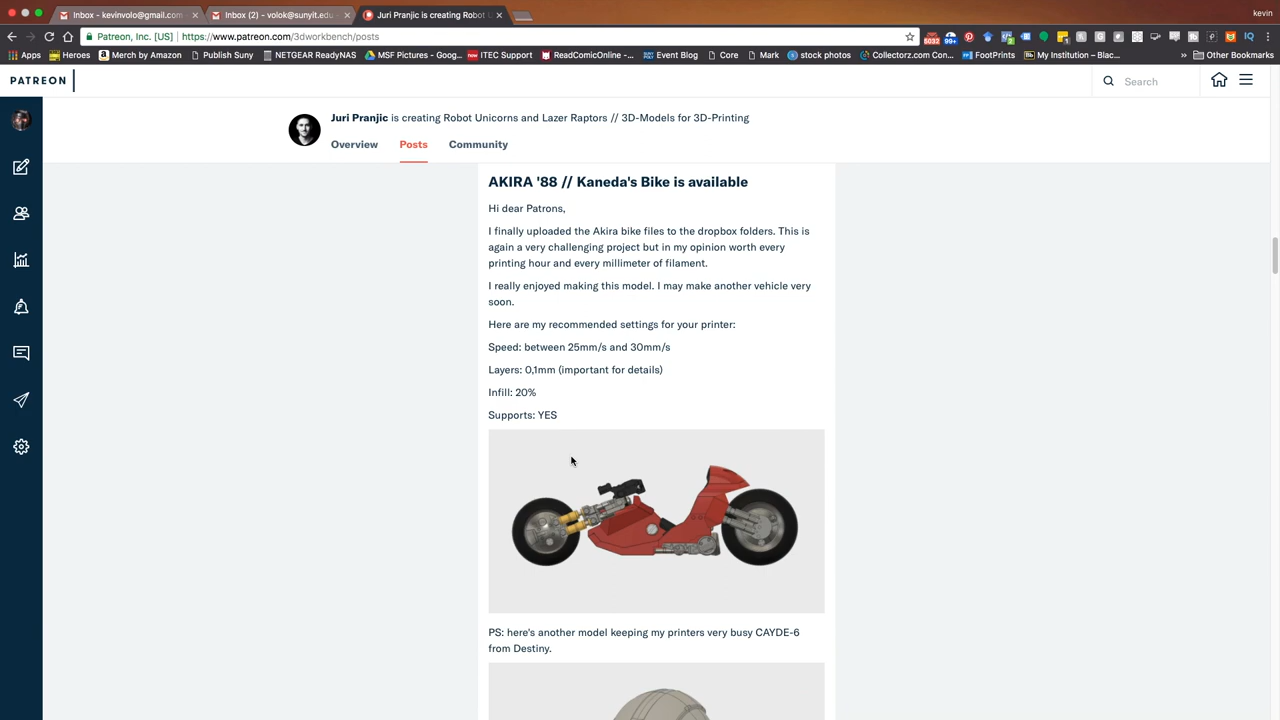 Inbox - kevinvolo@gmail.com
Inbox (2) - volok@sunyit.edu
Juri Pranjic is creating Robot U
kevin
Patreon, Inc. [US] | https://www.patreon.com/3dworkbench/posts
5032 99+
Apps Heroes Merch by Amazon Publish Suny NETGEAR ReadyNAS MSF Pictures - Goog... ITEC Support ReadComicOnline -... Event Blog Core Mark stock photos Collectorz.com Con... FootPrints My Institution – Blac... » Other Bookmarks
PATREON
Search
Juri Pranjic is creating Robot Unicorns and Lazer Raptors // 3D-Models for 3D-Printing
Overview Posts Community
AKIRA '88 // Kaneda's Bike is available
Hi dear Patrons,
I finally uploaded the Akira bike files to the dropbox folders. This is
again a very challenging project but in my opinion worth every
printing hour and every millimeter of filament.
I really enjoyed making this model. I may make another vehicle very
soon.
Here are my recommended settings for your printer:
Speed: between 25mm/s and 30mm/s
Layers: 0,1mm (important for details)
Infill: 20%
Supports: YES
PS: here's another model keeping my printers very busy CAYDE-6
from Destiny.